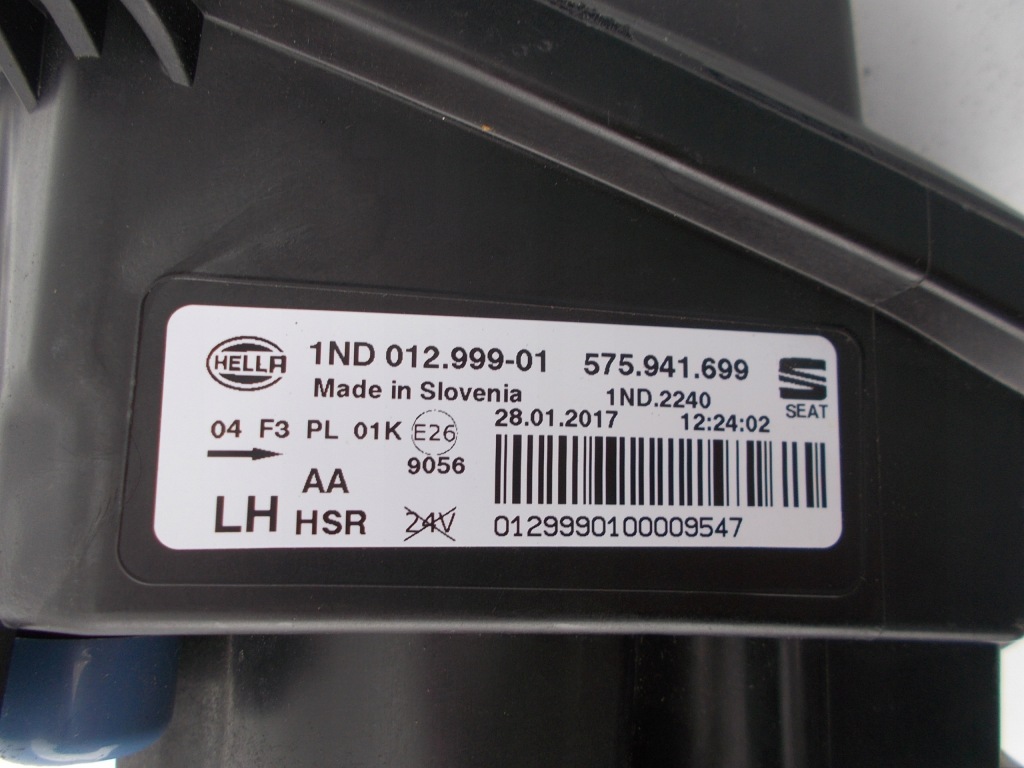 HELLA 1ND 012.999-01 575.941.699
Made in Slovenia 1ND.2240
SEAT
28.01.2017 12:24:02
04 F3 PL 01K E26
9056
AA
LH HSR 24V
0129990100009547